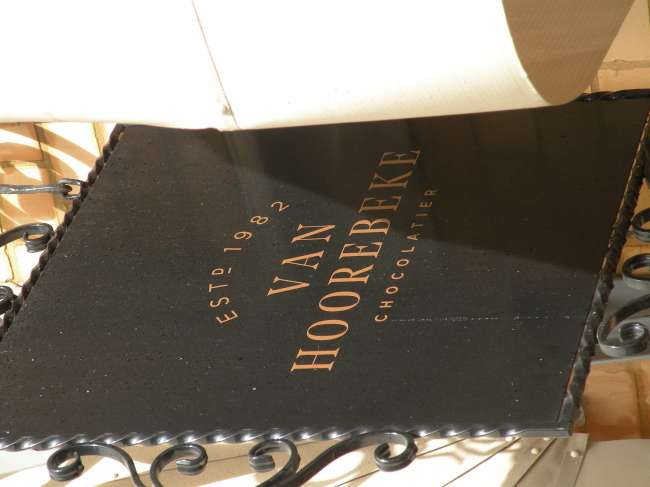 ESTD 1982
VAN
HOOREBEKE
CHOCOLATIER